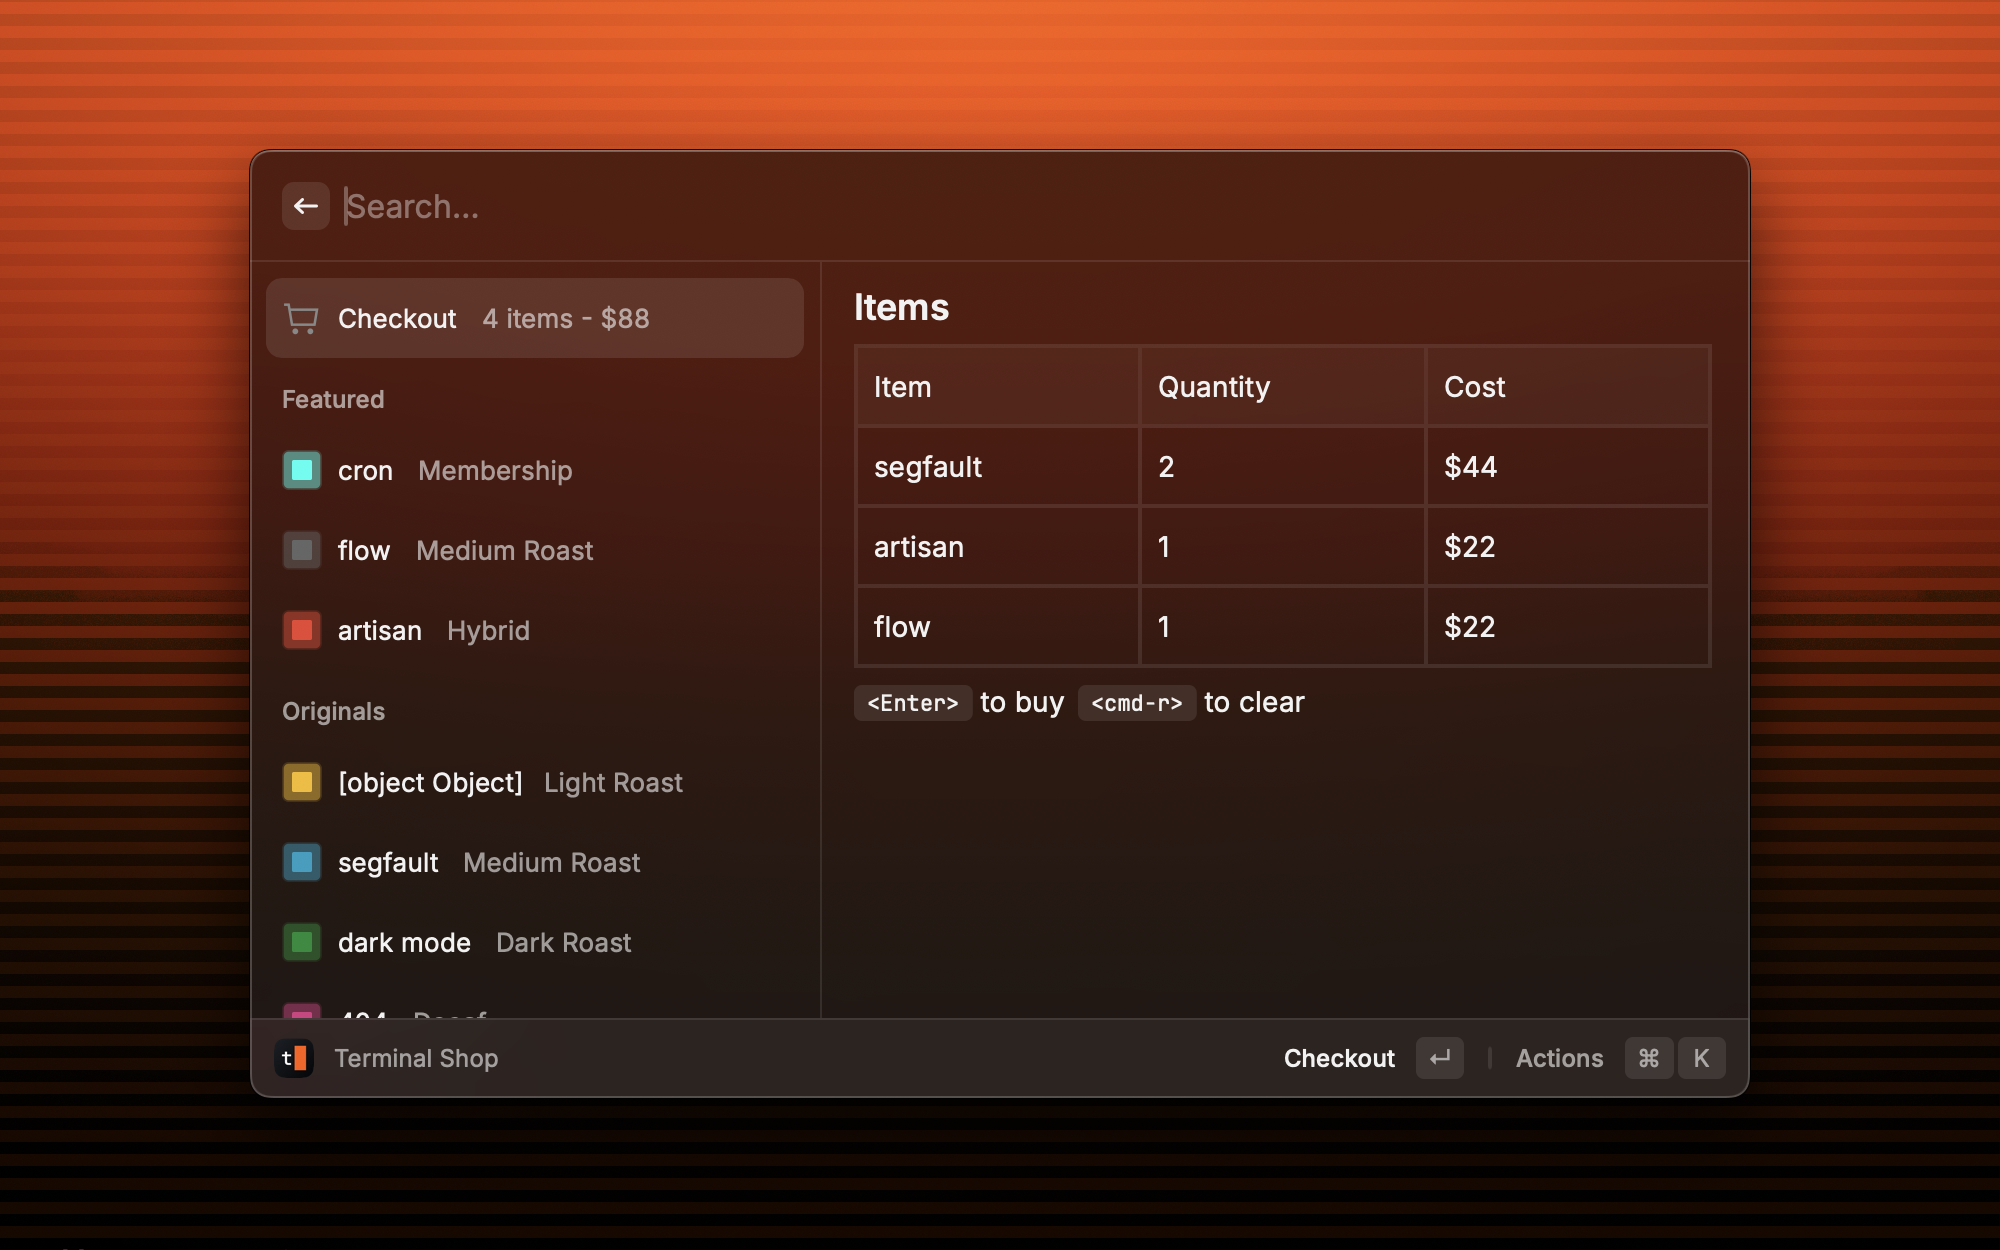 Search...
Checkout 4 items - $88
Featured
cron Membership
flow Medium Roast
artisan Hybrid
Originals
[object Object] Light Roast
segfault Medium Roast
dark mode Dark Roast
404 Decaf
Items
Item Quantity Cost
segfault 2 $44
artisan 1 $22
flow 1 $22
<Enter> to buy <cmd-r> to clear
t Terminal Shop
Checkout ↵ | Actions ⌘ K